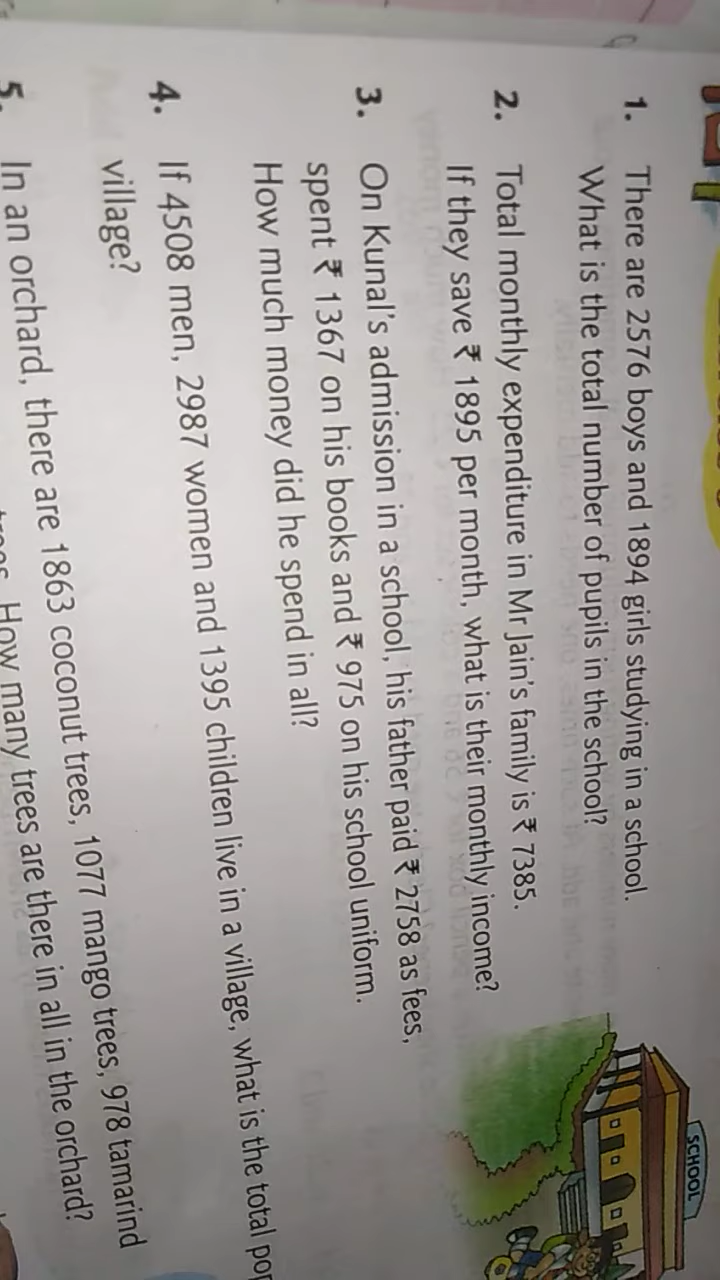 SCHOOL
1. There are 2576 boys and 1894 girls studying in a school.
What is the total number of pupils in the school?
2. Total monthly expenditure in Mr Jain's family is ₹ 7385.
If they save ₹ 1895 per month, what is their monthly income?
3. On Kunal's admission in a school, his father paid ₹ 2758 as fees,
spent ₹ 1367 on his books and ₹ 975 on his school uniform.
How much money did he spend in all?
4. If 4508 men, 2987 women and 1395 children live in a village, what is the total
village?
5. In an orchard, there are 1863 coconut trees, 1077 mango trees, 978 tamarind
How many trees are there in all in the orchard?